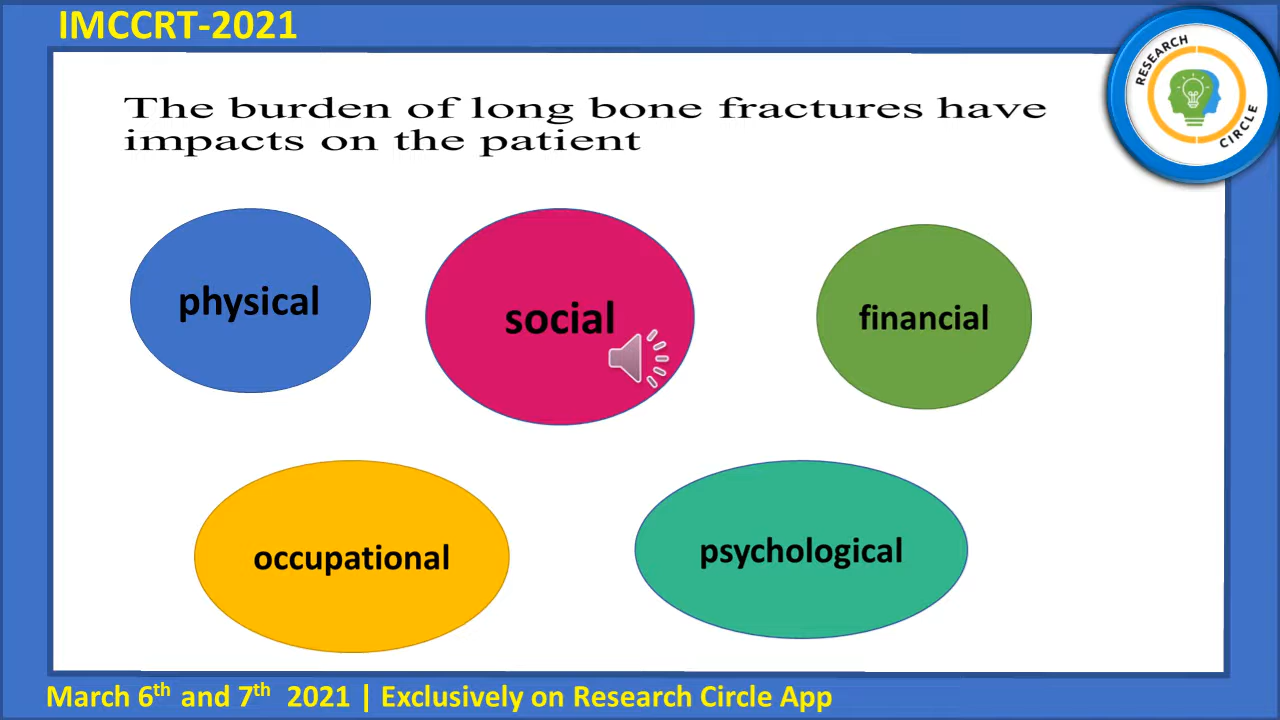 IMCCRT-2021
RESEARCH
CIRCLE
The burden of long bone fractures have
impacts on the patient
physical
social
financial
occupational
psychological
March 6th and 7th 2021 | Exclusively on Research Circle App